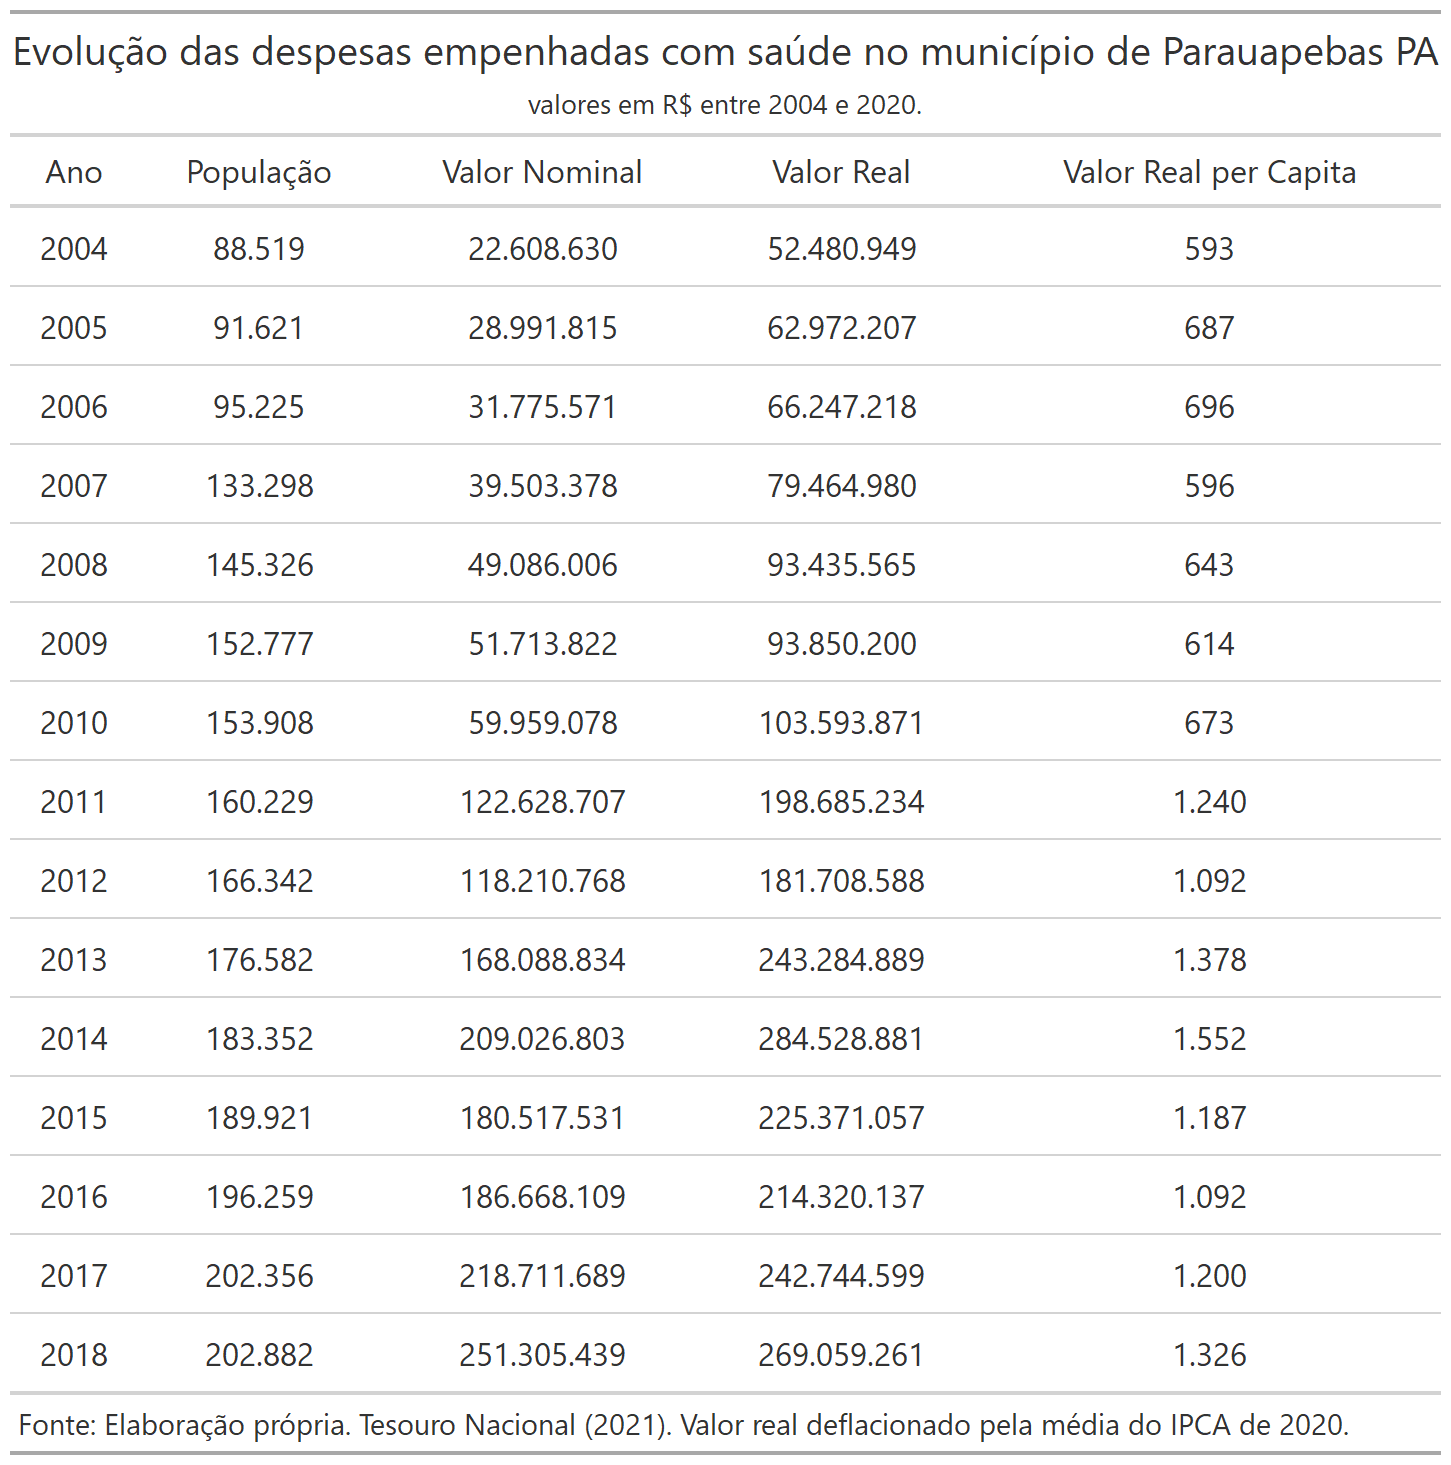 Evolução das despesas empenhadas com saúde no município de Parauapebas PA
valores em R$ entre 2004 e 2020.
Ano População Valor Nominal Valor Real Valor Real per Capita
2004 88.519 22.608.630 52.480.949 593
2005 91.621 28.991.815 62.972.207 687
2006 95.225 31.775.571 66.247.218 696
2007 133.298 39.503.378 79.464.980 596
2008 145.326 49.086.006 93.435.565 643
2009 152.777 51.713.822 93.850.200 614
2010 153.908 59.959.078 103.593.871 673
2011 160.229 122.628.707 198.685.234 1.240
2012 166.342 118.210.768 181.708.588 1.092
2013 176.582 168.088.834 243.284.889 1.378
2014 183.352 209.026.803 284.528.881 1.552
2015 189.921 180.517.531 225.371.057 1.187
2016 196.259 186.668.109 214.320.137 1.092
2017 202.356 218.711.689 242.744.599 1.200
2018 202.882 251.305.439 269.059.261 1.326
Fonte: Elaboração própria. Tesouro Nacional (2021). Valor real deflacionado pela média do IPCA de 2020.